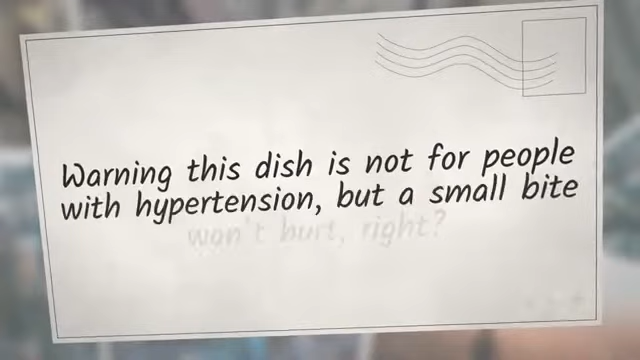 Warning this dish is not for people
with hypertension, but a small bite
won't hurt, right?